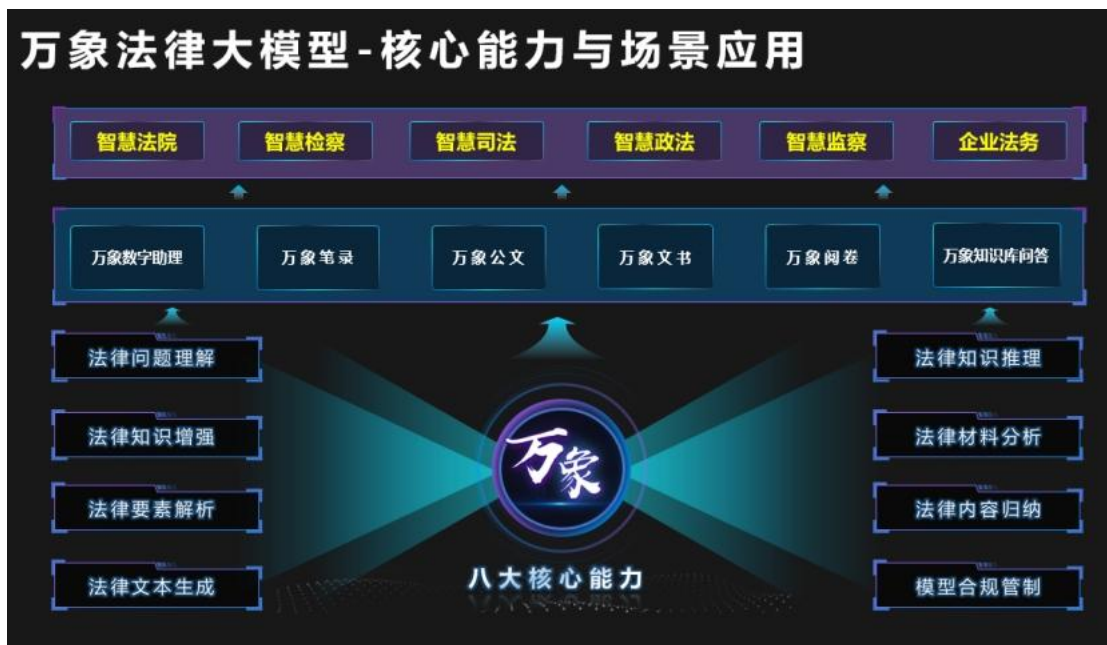 万象法律大模型-核心能力与场景应用
智慧法院 智慧检察 智慧司法 智慧政法 智慧监察 企业法务
万象数字助理 万象笔录 万象公文 万象文书 万象阅卷 万象知识库问答
法律问题理解 法律知识推理
法律知识增强 法律材料分析
万象
法律要素解析 法律内容归纳
八大核心能力
法律文本生成 模型合规管制